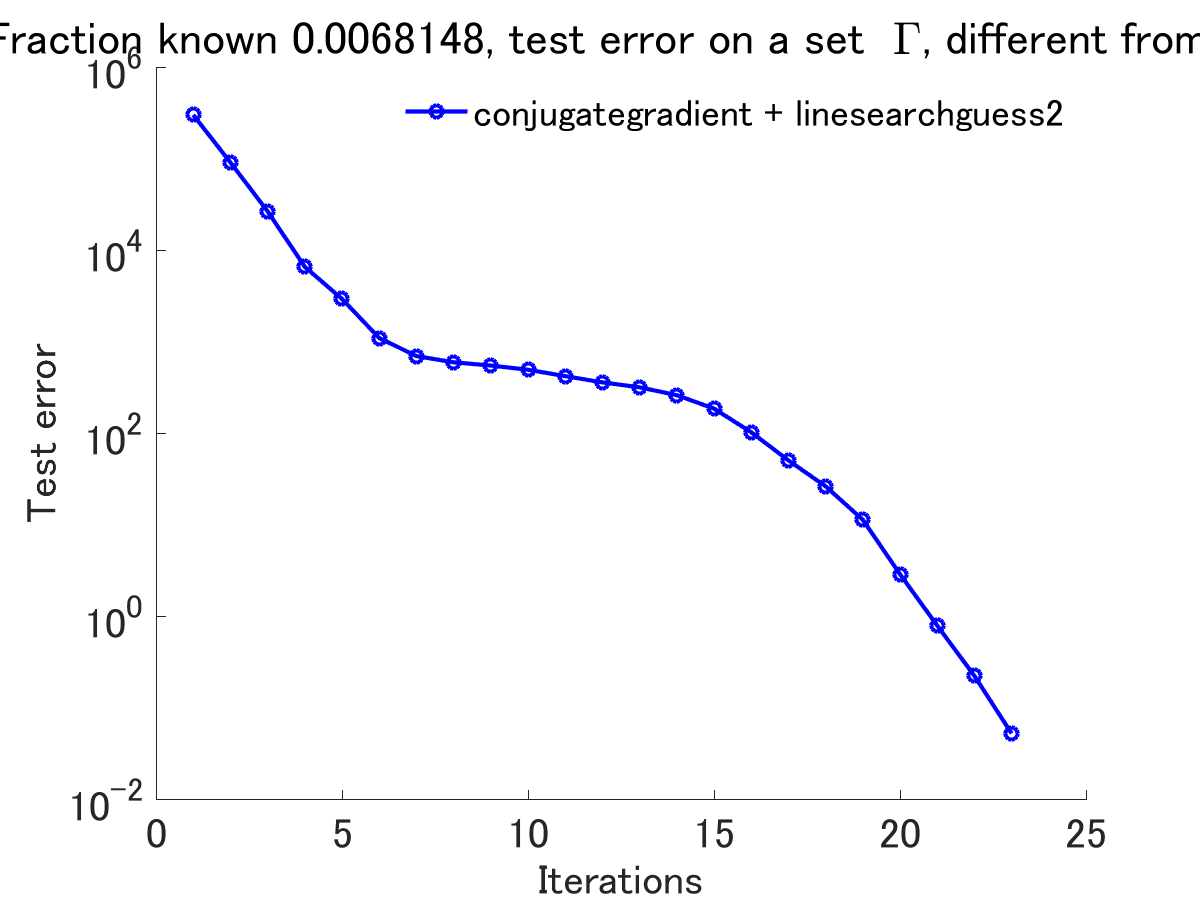 Fraction known 0.0068148, test error on a set Γ, different from
conjugategradient + linesearchguess2
10^6
10^4
10^2
10^0
10^-2
Test error
0 5 10 15 20 25
Iterations